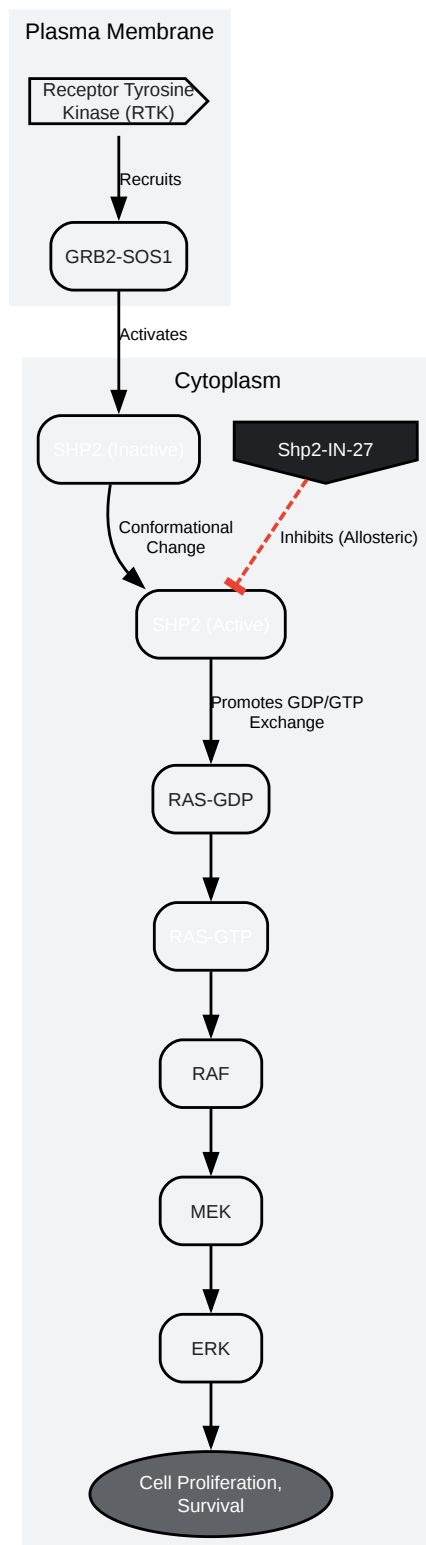 Plasma Membrane
Receptor Tyrosine
Kinase (RTK)
Recruits
GRB2-SOS1
Activates
Cytoplasm
SHP2 (Inactive)
Shp2-IN-27
Conformational
Change
Inhibits (Allosteric)
SHP2 (Active)
Promotes GDP/GTP
Exchange
RAS-GDP
RAS-GTP
RAF
MEK
ERK
Cell Proliferation,
Survival